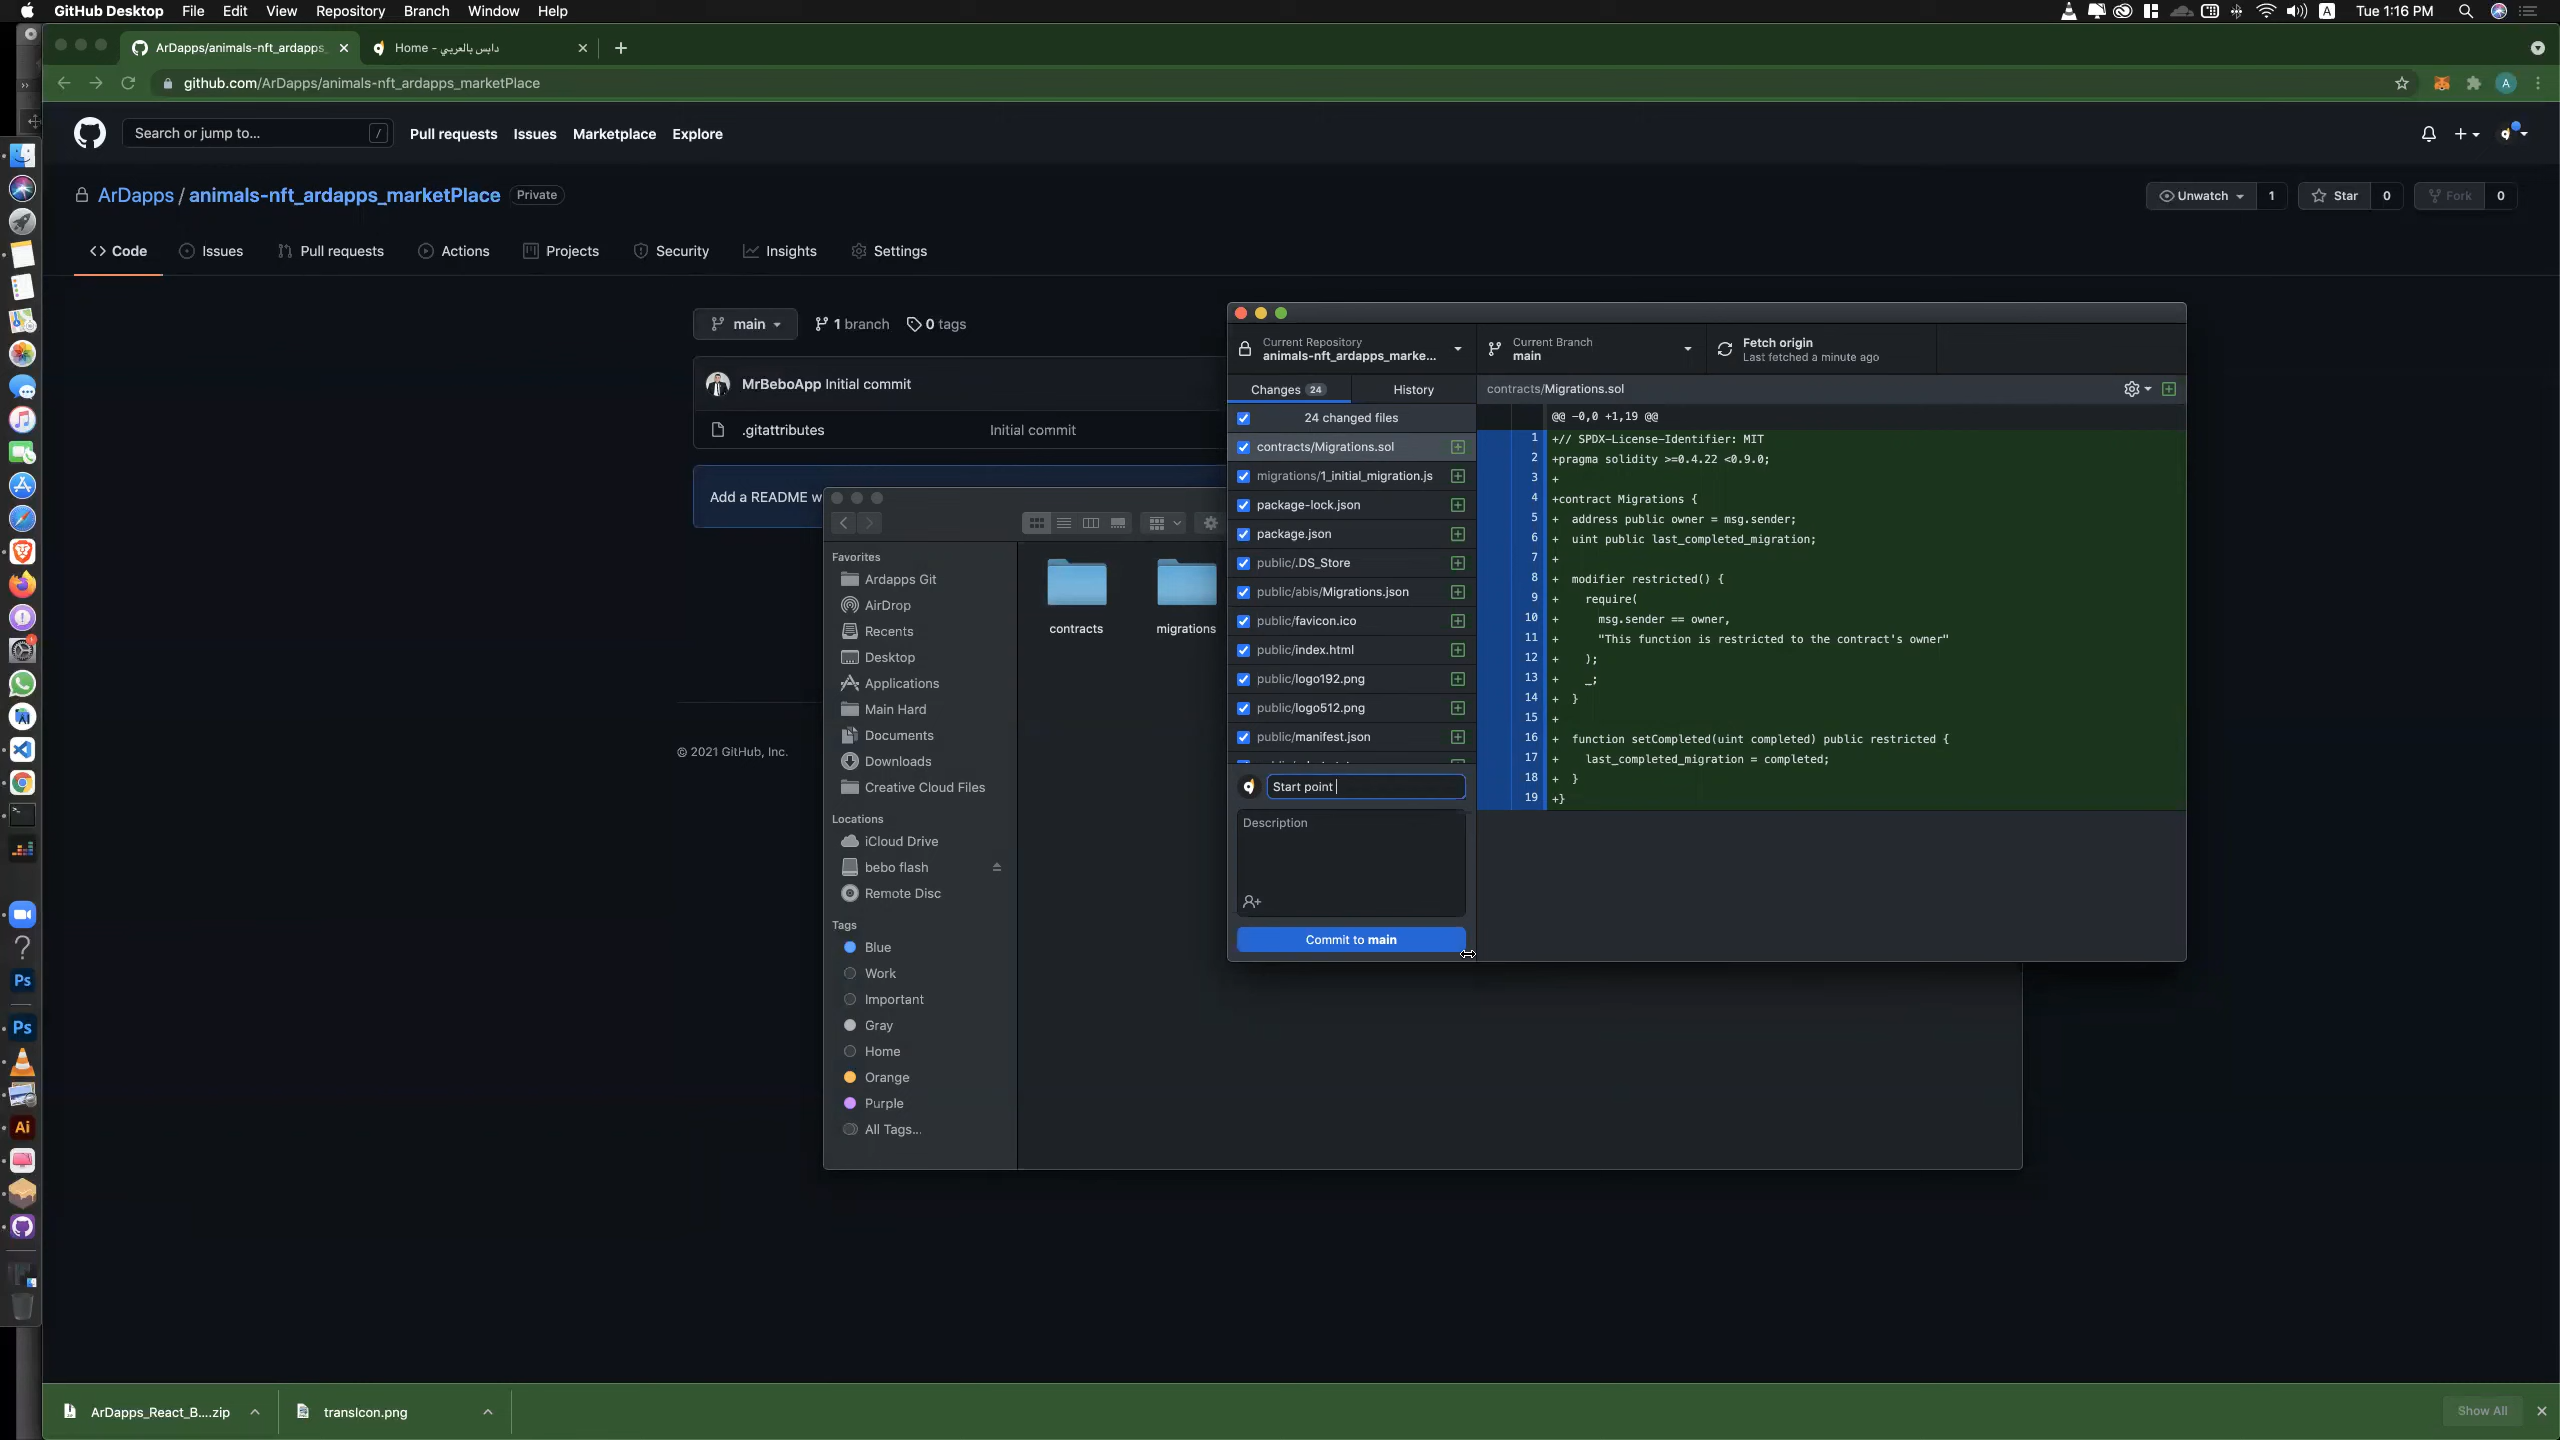 GitHub Desktop File Edit View Repository Branch Window Help
A Tue 1:16 PM
ArDapps/animals-nft_ardapps_
Home - دابس بالعربي
github.com/ArDapps/animals-nft_ardapps_marketPlace
A
Search or jump to... /
Pull requests Issues Marketplace Explore
ArDapps / animals-nft_ardapps_marketPlace Private
Unwatch 1 Star 0 Fork 0
Code Issues Pull requests Actions Projects Security Insights Settings
main 1 branch 0 tags
MrBeboApp Initial commit
.gitattributes Initial commit
Add a README w
© 2021 GitHub, Inc.
Favorites
Ardapps Git
AirDrop
Recents
Desktop
Applications
Main Hard
Documents
Downloads
Creative Cloud Files
Locations
iCloud Drive
bebo flash
Remote Disc
Tags
Blue
Work
Important
Gray
Home
Orange
Purple
All Tags...
contracts migrations
Current Repository
animals-nft_ardapps_marke...
Current Branch
main
Fetch origin
Last fetched a minute ago
Changes 24 History
24 changed files
contracts/Migrations.sol
migrations/1_initial_migration.js
package-lock.json
package.json
public/.DS_Store
public/abis/Migrations.json
public/favicon.ico
public/index.html
public/logo192.png
public/logo512.png
public/manifest.json
Start point
Description
Commit to main
contracts/Migrations.sol
@@ -0,0 +1,19 @@
1 +// SPDX-License-Identifier: MIT
2 +pragma solidity >=0.4.22 <0.9.0;
3 +
4 +contract Migrations {
5 +  address public owner = msg.sender;
6 +  uint public last_completed_migration;
7 +
8 +  modifier restricted() {
9 +    require(
10 +      msg.sender == owner,
11 +      "This function is restricted to the contract's owner"
12 +    );
13 +    _;
14 +  }
15 +
16 +  function setCompleted(uint completed) public restricted {
17 +    last_completed_migration = completed;
18 +  }
19 +}
Ps
Ps
Ai
ArDapps_React_B....zip
transIcon.png
Show All